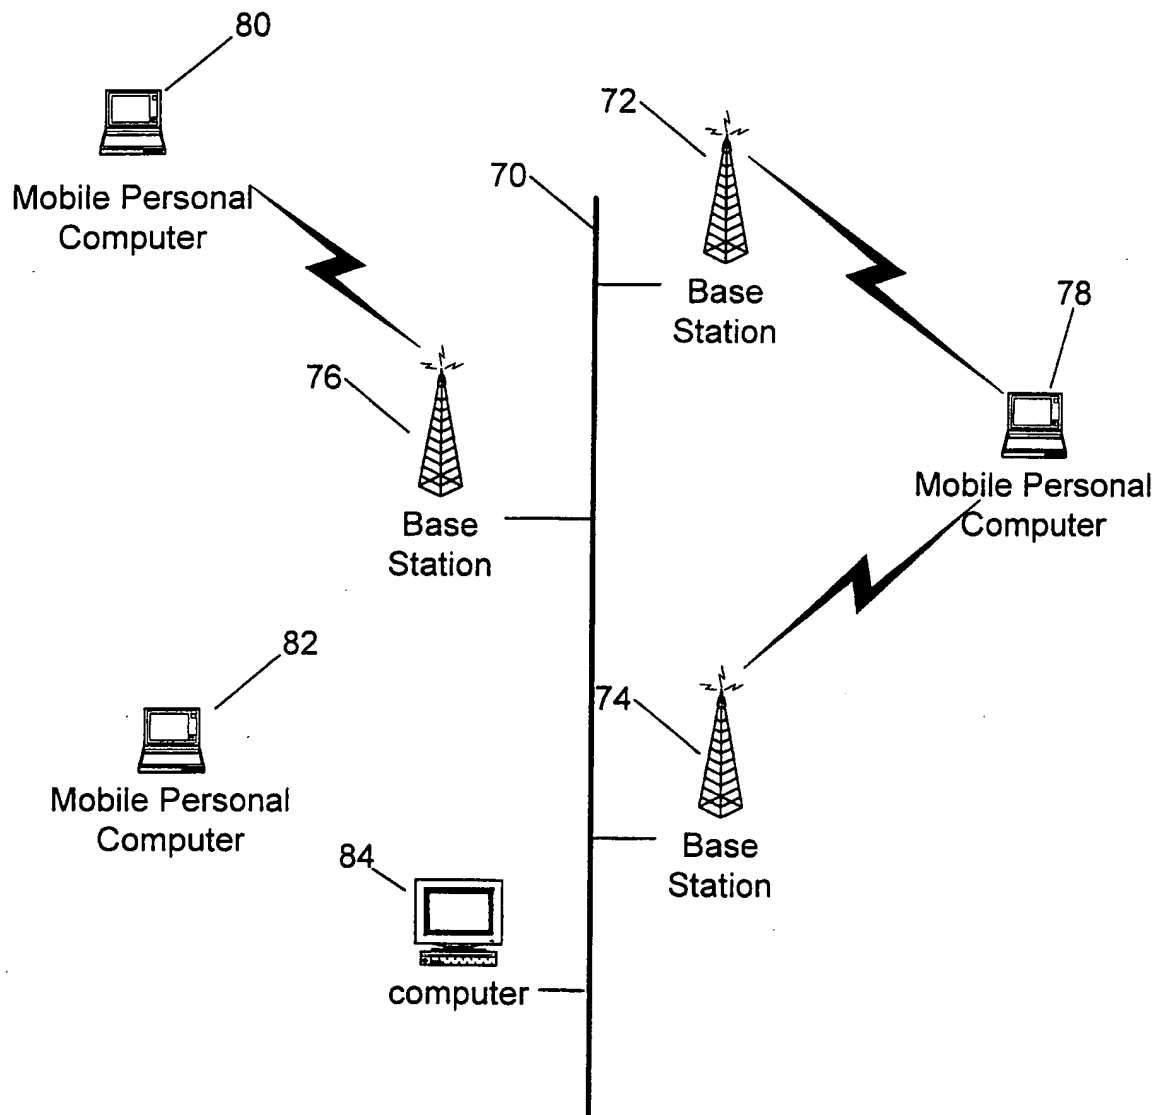 80
72
70
Mobile Personal
Computer
Base
Station
78
76
Mobile Personal
Computer
Base
Station
82
74
Mobile Personal
Computer
Base
Station
84
computer